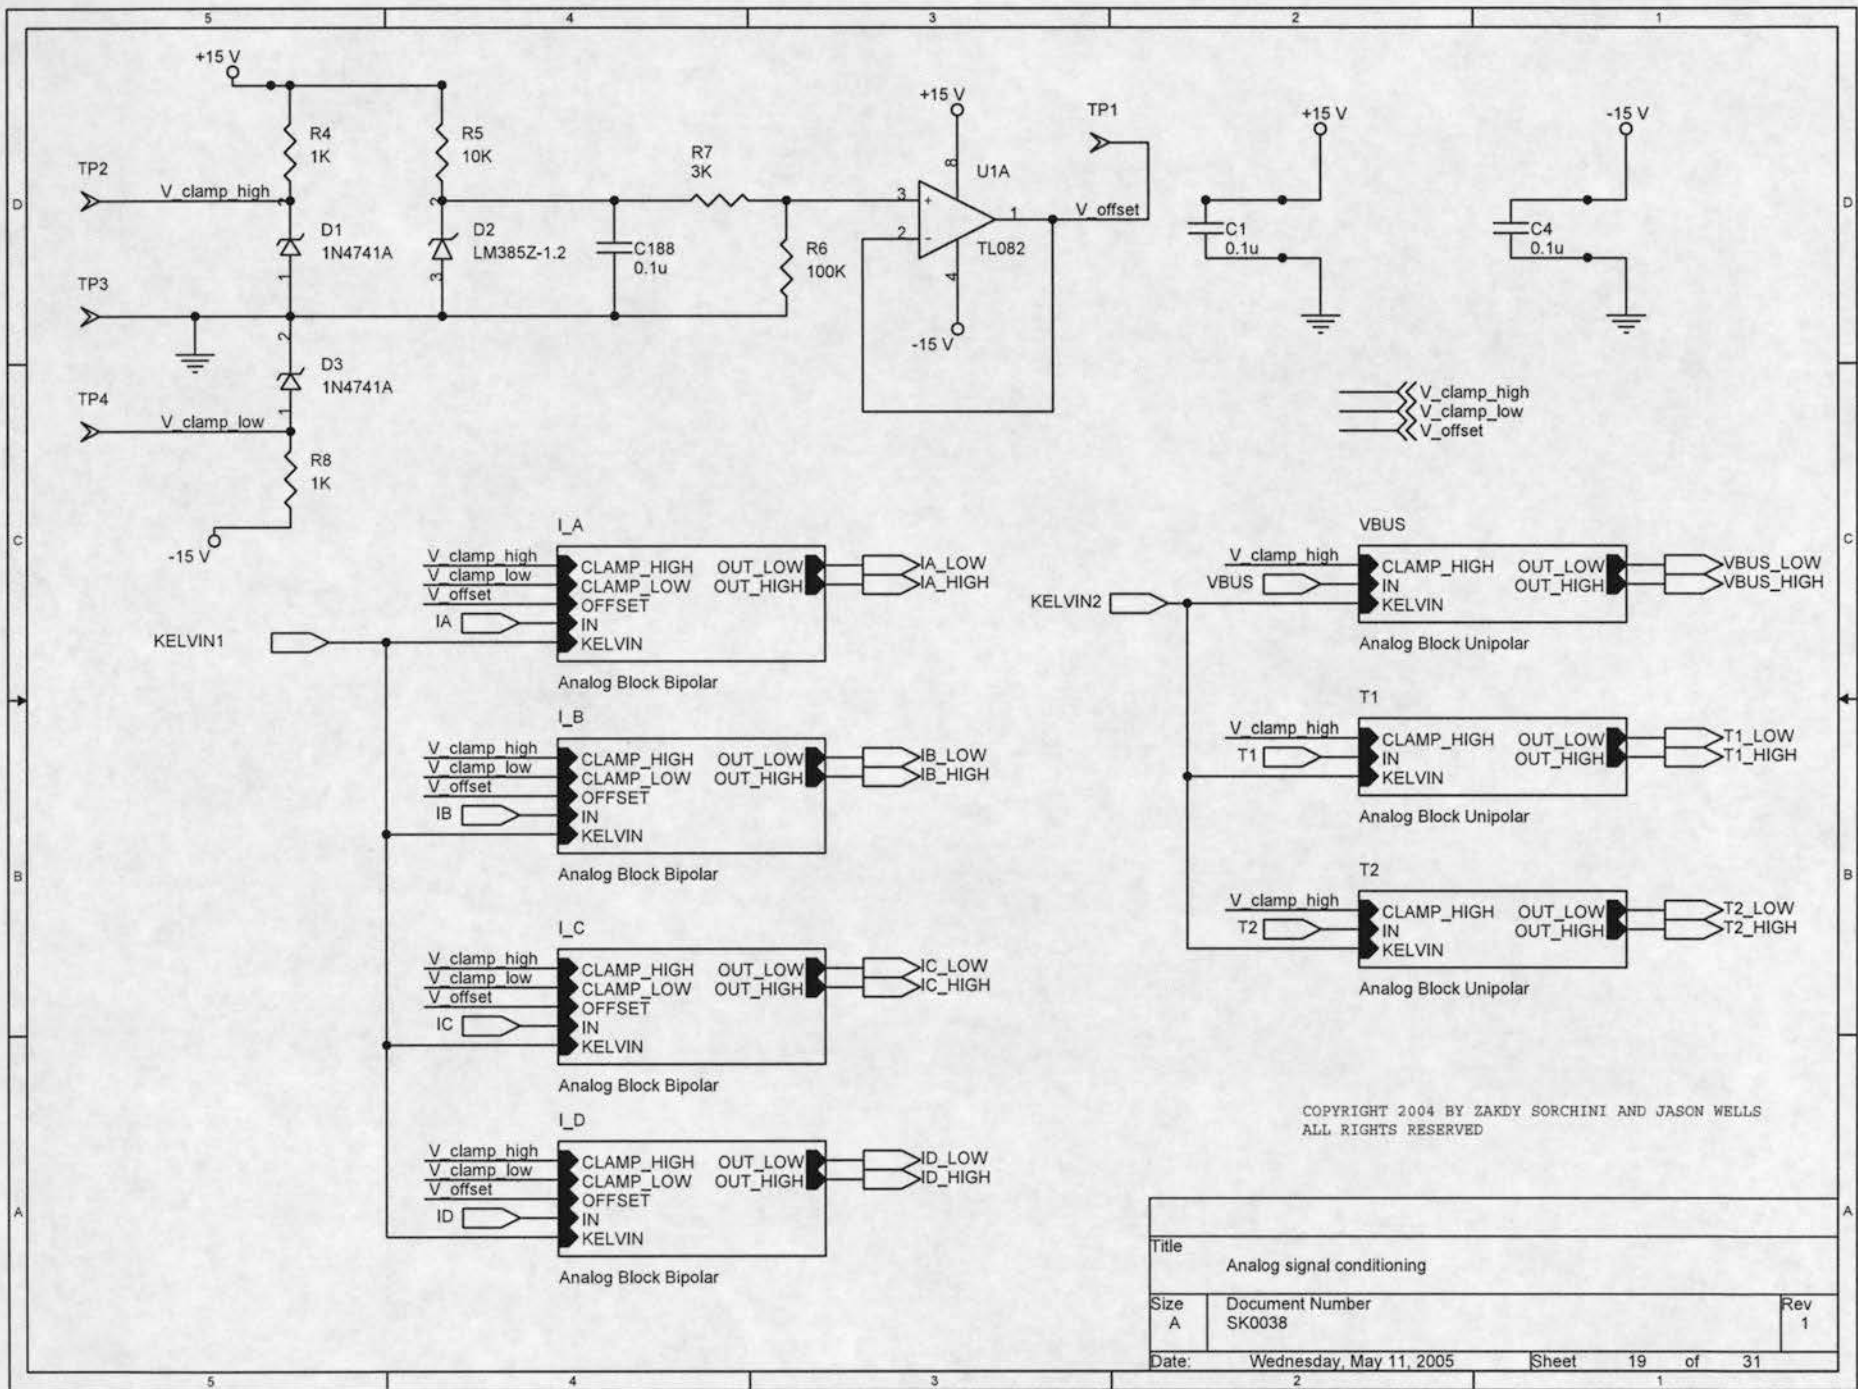 5 4 3 2 1
+15 V
R4
1K
R5
10K
TP2
V_clamp_high
2
D1
1N4741A
1
2
D2
LM385Z-1.2
3
C188
0.1u
R7
3K
R6
100K
+15 V
8
U1A
3
+
2
-
1
TL082
4
-15 V
V_offset
TP1
+15 V
C1
0.1u
-15 V
C4
0.1u
D
D
TP3
2
D3
1N4741A
1
TP4
V_clamp_low
R8
1K
-15 V
V_clamp_high
V_clamp_low
V_offset
C
C
I_A
V_clamp_high
V_clamp_low
V_offset
IA
KELVIN1
CLAMP_HIGH
CLAMP_LOW
OFFSET
IN
KELVIN
OUT_LOW
OUT_HIGH
IA_LOW
IA_HIGH
Analog Block Bipolar
I_B
V_clamp_high
V_clamp_low
V_offset
IB
CLAMP_HIGH
CLAMP_LOW
OFFSET
IN
KELVIN
OUT_LOW
OUT_HIGH
IB_LOW
IB_HIGH
Analog Block Bipolar
I_C
V_clamp_high
V_clamp_low
V_offset
IC
CLAMP_HIGH
CLAMP_LOW
OFFSET
IN
KELVIN
OUT_LOW
OUT_HIGH
IC_LOW
IC_HIGH
Analog Block Bipolar
I_D
V_clamp_high
V_clamp_low
V_offset
ID
CLAMP_HIGH
CLAMP_LOW
OFFSET
IN
KELVIN
OUT_LOW
OUT_HIGH
ID_LOW
ID_HIGH
Analog Block Bipolar
VBUS
V_clamp_high
VBUS
KELVIN2
CLAMP_HIGH
IN
KELVIN
OUT_LOW
OUT_HIGH
VBUS_LOW
VBUS_HIGH
Analog Block Unipolar
T1
V_clamp_high
T1
CLAMP_HIGH
IN
KELVIN
OUT_LOW
OUT_HIGH
T1_LOW
T1_HIGH
Analog Block Unipolar
T2
V_clamp_high
T2
CLAMP_HIGH
IN
KELVIN
OUT_LOW
OUT_HIGH
T2_LOW
T2_HIGH
Analog Block Unipolar
B
B
COPYRIGHT 2004 BY ZAKDY SORCHINI AND JASON WELLS
ALL RIGHTS RESERVED
A
A
Title
Analog signal conditioning
Size
A
Document Number
SK0038
Rev
1
Date: Wednesday, May 11, 2005 Sheet 19 of 31
5 4 3 2 1